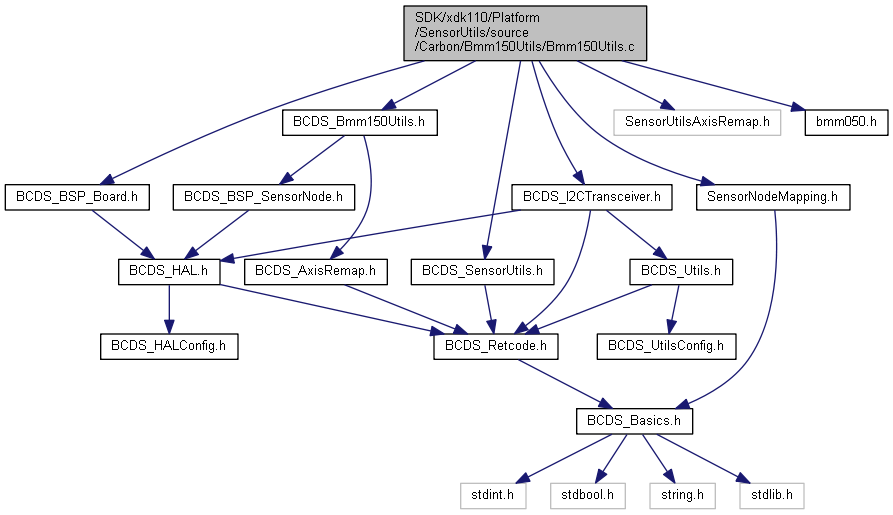 SDK/xdk110/Platform
/SensorUtils/source
/Carbon/Bmm150Utils/Bmm150Utils.c
BCDS_Bmm150Utils.h
SensorUtilsAxisRemap.h
bmm050.h
BCDS_BSP_Board.h
BCDS_BSP_SensorNode.h
BCDS_I2CTransceiver.h
SensorNodeMapping.h
BCDS_HAL.h
BCDS_AxisRemap.h
BCDS_SensorUtils.h
BCDS_Utils.h
BCDS_HALConfig.h
BCDS_Retcode.h
BCDS_UtilsConfig.h
BCDS_Basics.h
stdint.h
stdbool.h
string.h
stdlib.h